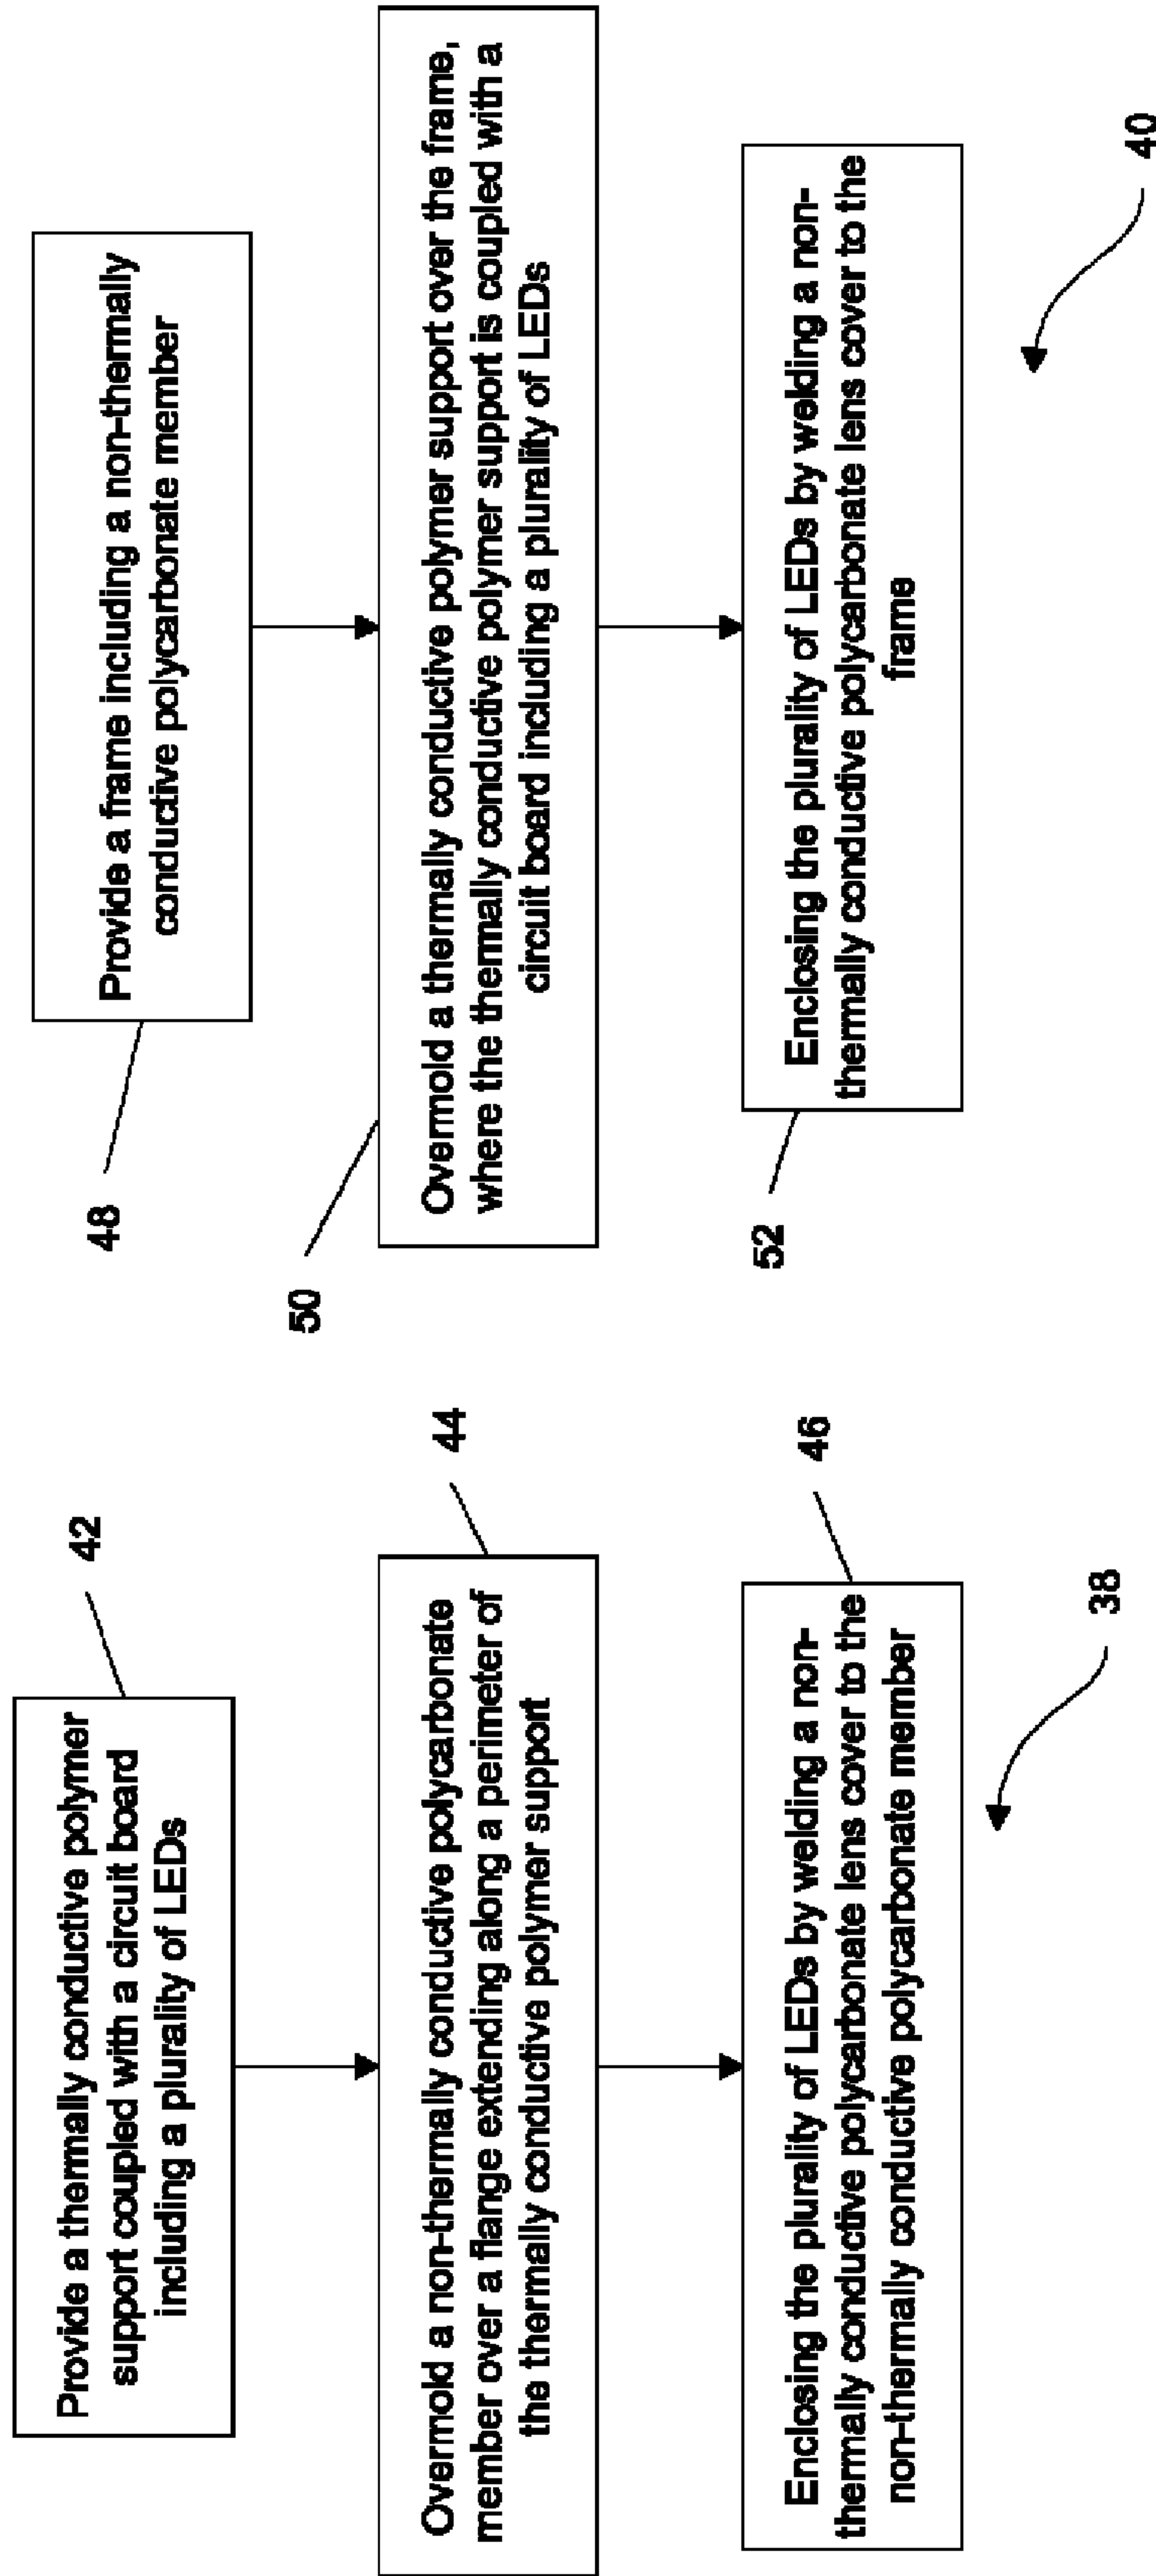 Provide a thermally conductive polymer
support coupled with a circuit board
including a plurality of LEDs
42
Overmold a non-thermally conductive polycarbonate
member over a flange extending along a perimeter of
the thermally conductive polymer support
44
Enclosing the plurality of LEDs by welding a non-
thermally conductive polycarbonate lens cover to the
non-thermally conductive polycarbonate member
46
38
Provide a frame including a non-thermally
conductive polycarbonate member
48
Overmold a thermally conductive polymer support over the frame,
where the thermally conductive polymer support is coupled with a
circuit board including a plurality of LEDs
50
Enclosing the plurality of LEDs by welding a non-
thermally conductive polycarbonate lens cover to the
frame
52
40